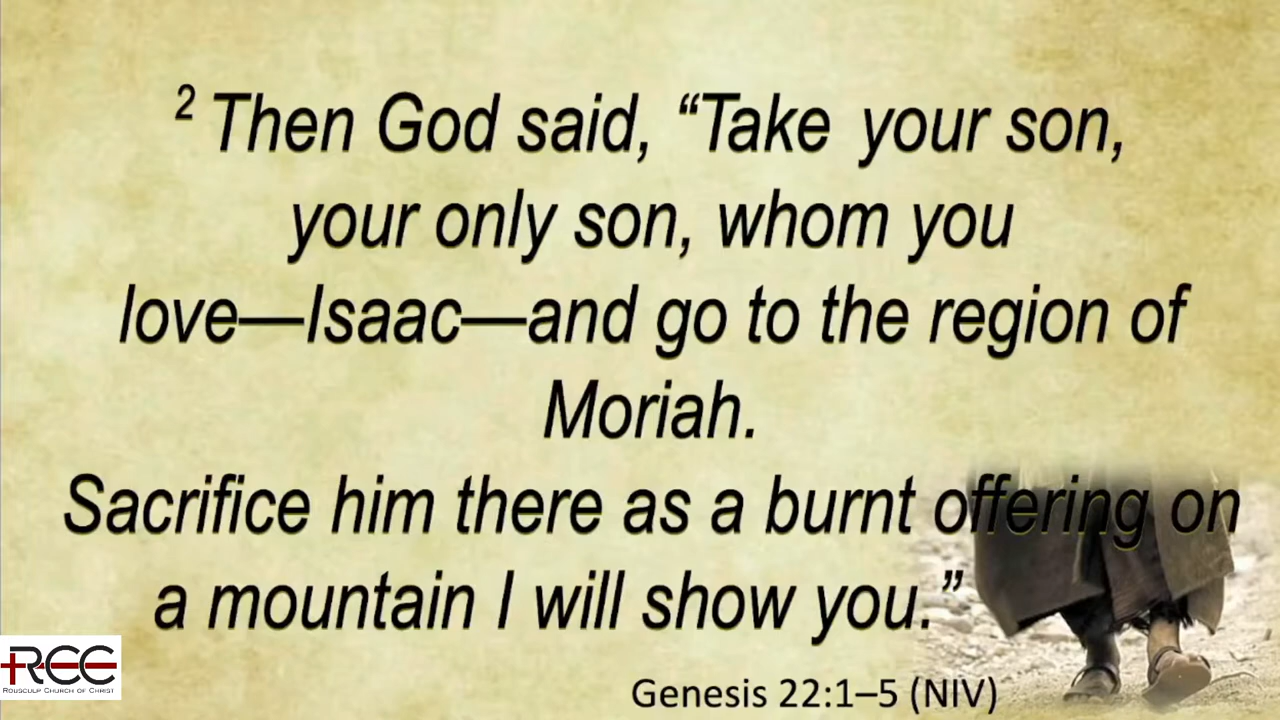 ² Then God said, “Take your son,
your only son, whom you
love—Isaac—and go to the region of
Moriah.
Sacrifice him there as a burnt offering on
a mountain I will show you.”
Genesis 22:1–5 (NIV)
RCC
Rousculp Church of Christ